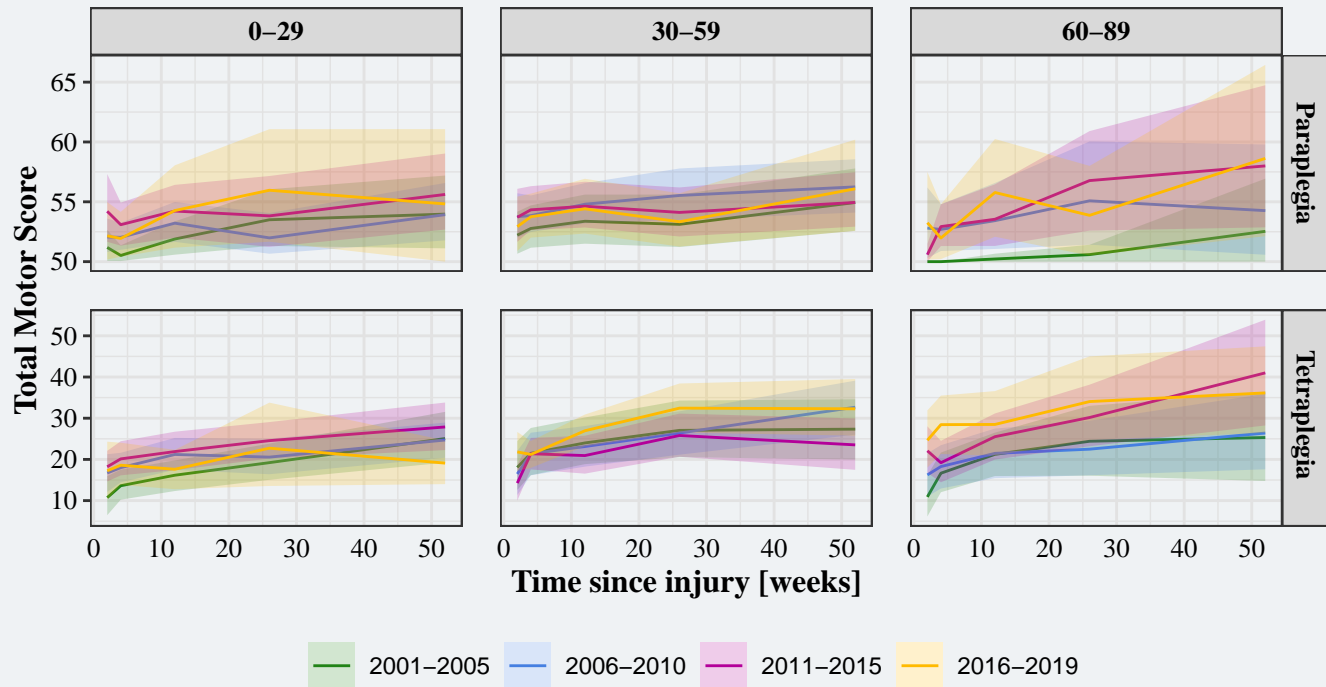 0–29 30–59 60–89
65
60
55
50
Paraplegia
Total Motor Score
50
40
30
20
10
Tetraplegia
0 10 20 30 40 50 0 10 20 30 40 50 0 10 20 30 40 50
Time since injury [weeks]
2001–2005 2006–2010 2011–2015 2016–2019